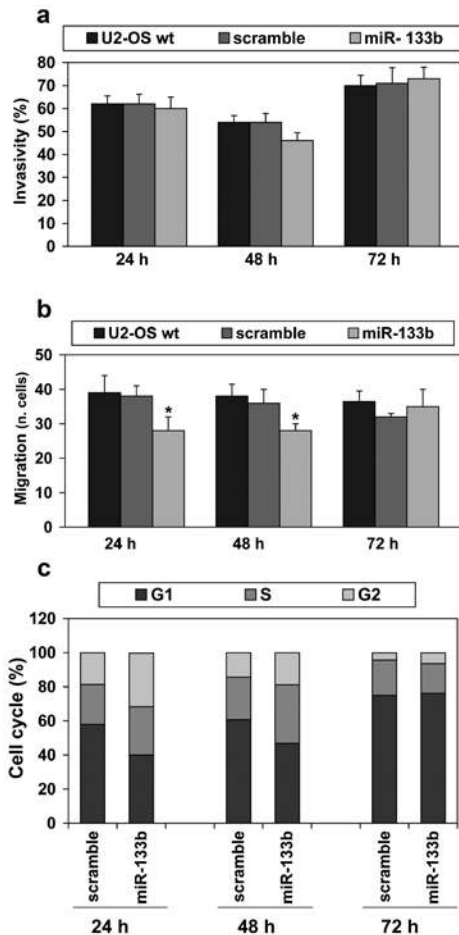 a
U2-OS wt scramble miR- 133b
80
70
60
50
40
30
20
10
0
Invasivity (%)
24 h 48 h 72 h
b
U2-OS wt scramble miR-133b
50
40
30
20
10
0
Migration (n. cells)
* *
24 h 48 h 72 h
c
G1 S G2
120
100
80
60
40
20
0
Cell cycle (%)
scramble miR-133b scramble miR-133b scramble miR-133b
24 h 48 h 72 h